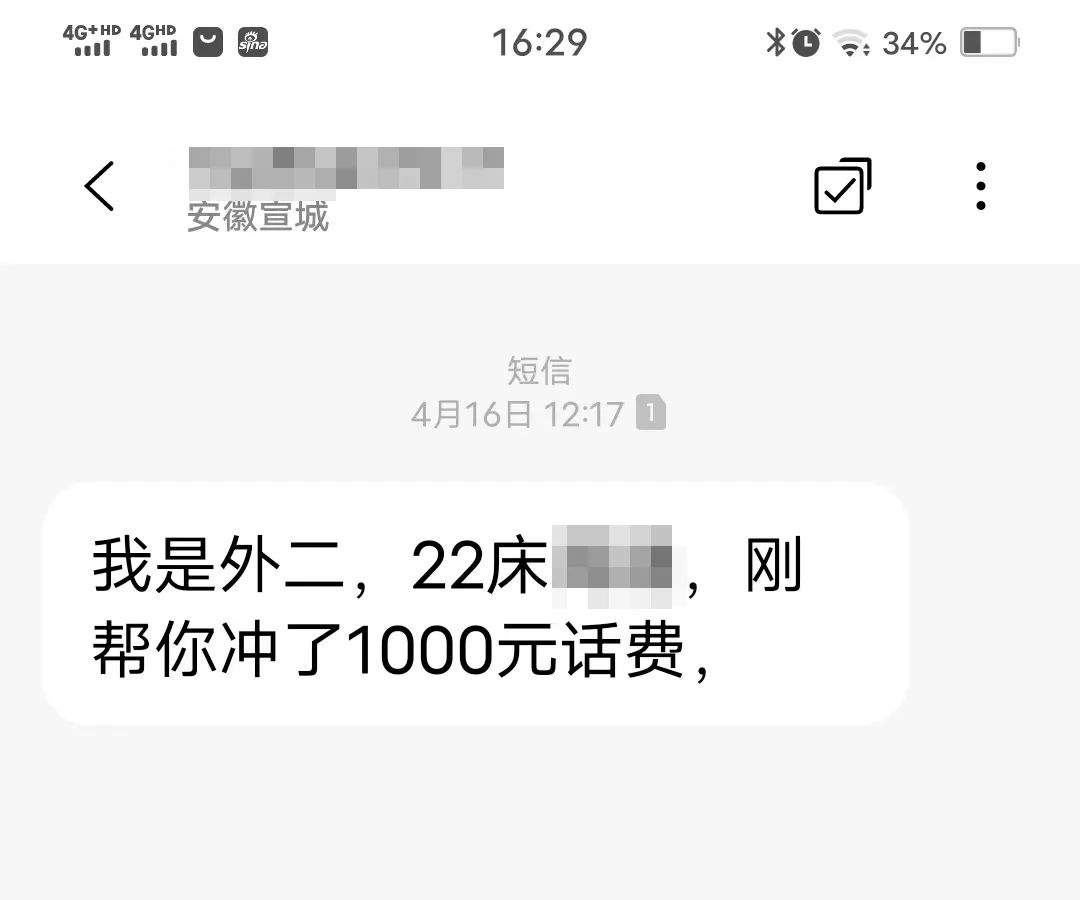 4G+HD 4GHD sina 16:29 34%
安徽宣城
短信
4月16日 12:17 1
我是外二，22床，刚
帮你冲了1000元话费，